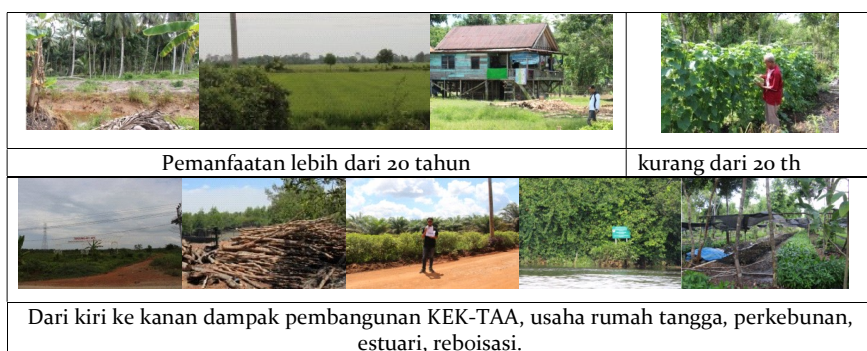 Pemanfaatan lebih dari 20 tahun
kurang dari 20 th
Dari kiri ke kanan dampak pembangunan KEK-TAA, usaha rumah tangga, perkebunan,
estuari, reboisasi.